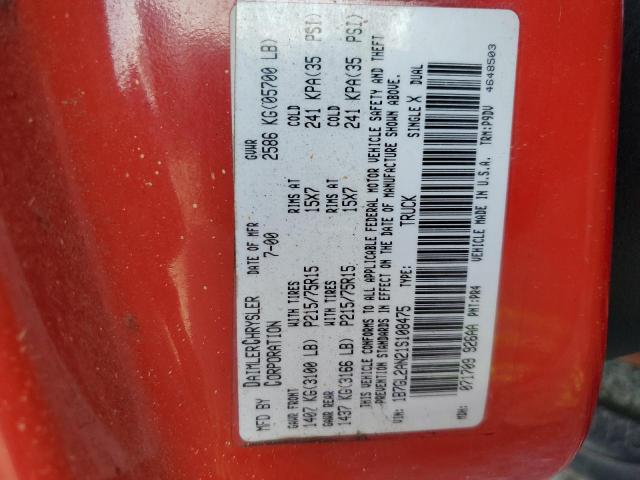 MFD BY DAIMLERCHRYSLER CORPORATION DATE OF MFR 7-00 GVWR 2586 KG(05700 LB)
GAWR FRONT WITH TIRES RIMS AT COLD
1407 KG(3100 LB) P215/75R15 15X7 241 KPA(35 PSI)
GAWR REAR WITH TIRES RIMS AT COLD
1437 KG(3166 LB) P215/75R15 15X7 241 KPA(35 PSI)
THIS VEHICLE CONFORMS TO ALL APPLICABLE FEDERAL MOTOR VEHICLE SAFETY AND THEFT
PREVENTION STANDARDS IN EFFECT ON THE DATE OF MANUFACTURE SHOWN ABOVE.
VIN: 1B7GL2AN21S108475 TYPE: TRUCK SINGLE X DUAL
MDH: 071709 926AA PNT:PR4 VEHICLE MADE IN U.S.A. TRM:P9DV 4648503